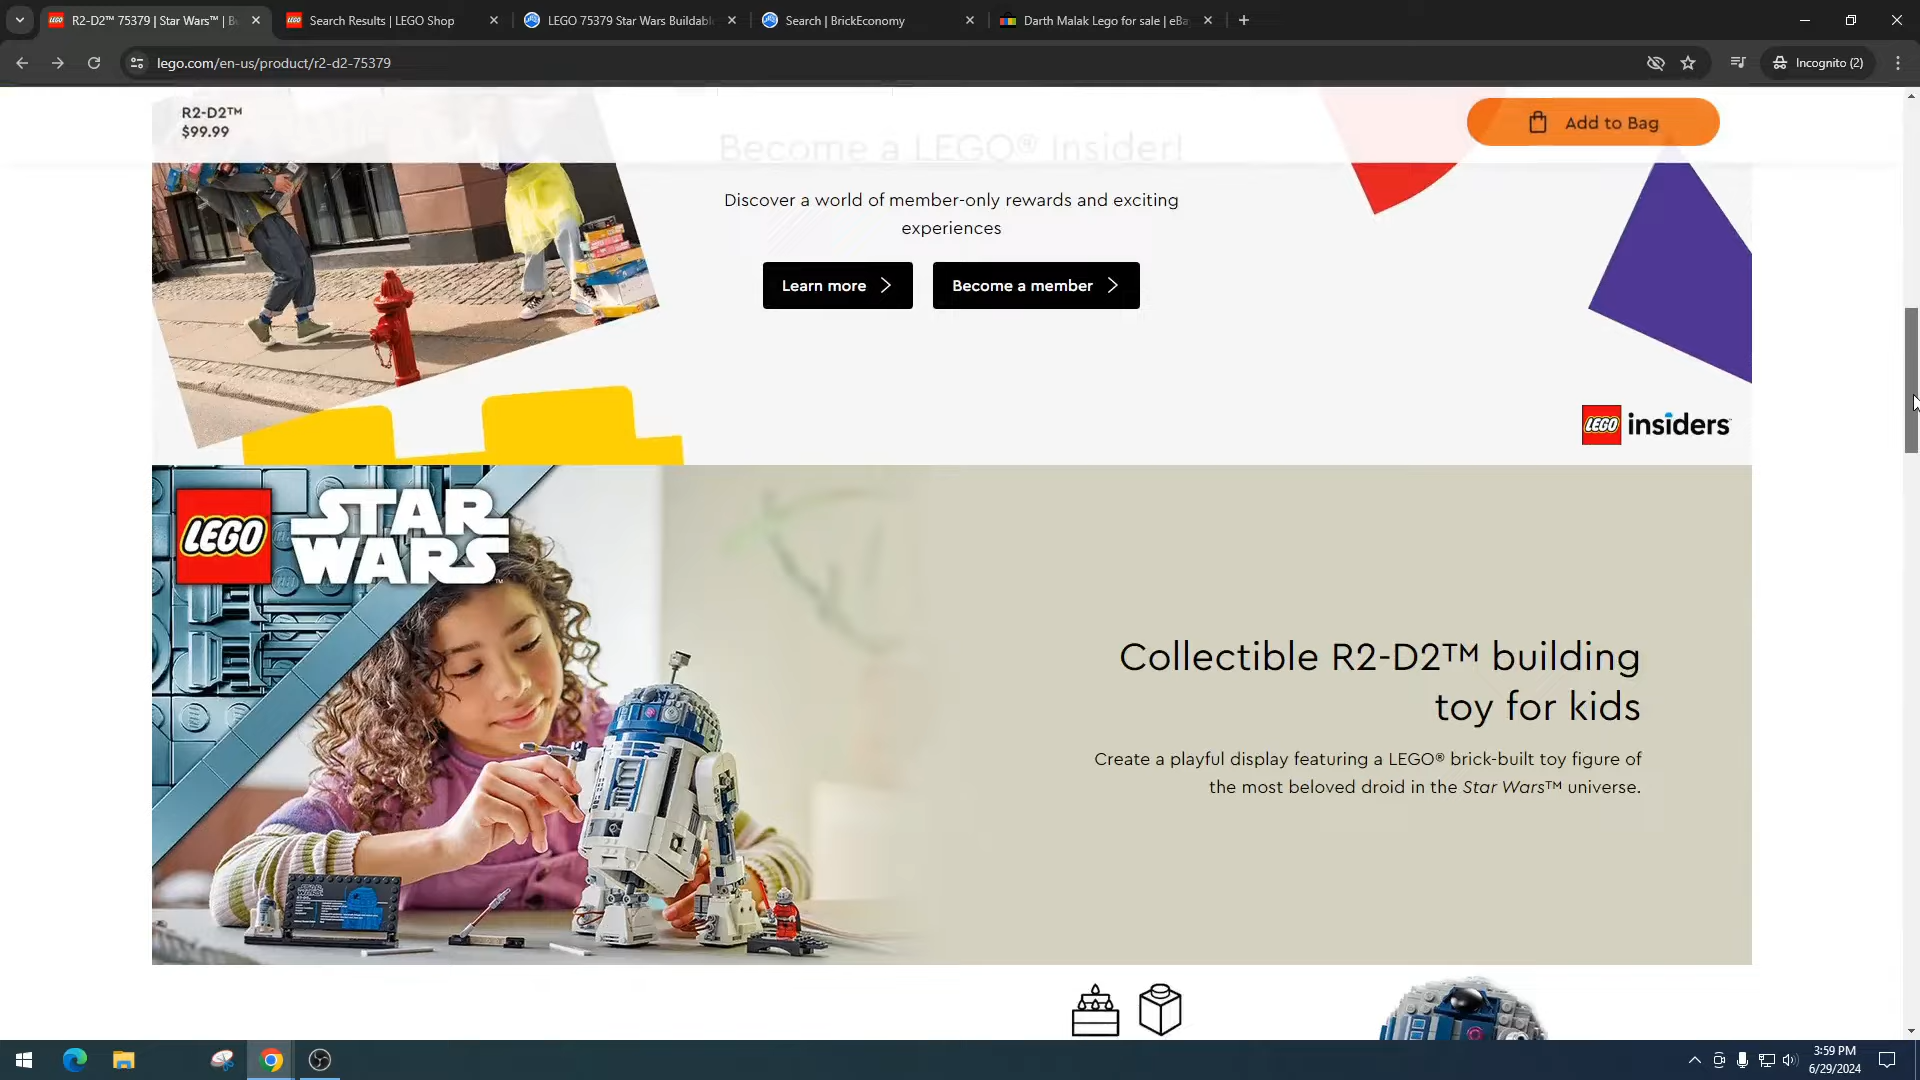 R2-D2™ 75379 | Star Wars™ | B
Search Results | LEGO Shop
LEGO 75379 Star Wars Buildabl
Search | BrickEconomy
Darth Malak Lego for sale | eBa
lego.com/en-us/product/r2-d2-75379
Incognito (2)
R2-D2™
$99.99
Add to Bag
Become a LEGO® Insider!
Discover a world of member-only rewards and exciting
experiences
Learn more
Become a member
LEGO insiders
LEGO STAR
WARS™
Collectible R2-D2™ building
toy for kids
Create a playful display featuring a LEGO® brick-built toy figure of
the most beloved droid in the Star Wars™ universe.
3:59 PM
6/29/2024